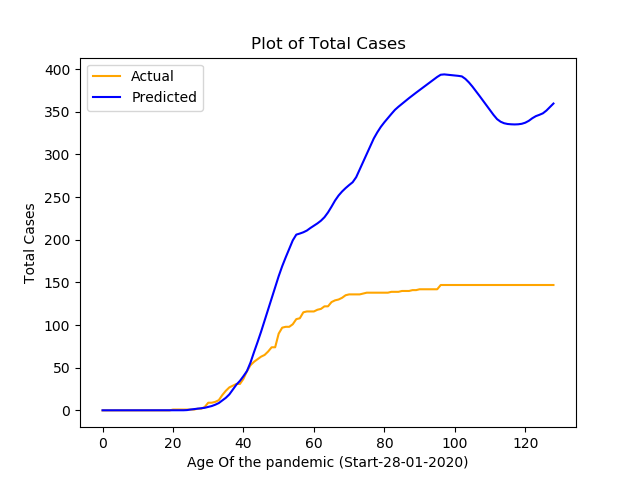 Plot of Total Cases
Actual
Predicted
400
350
300
250
200
150
100
50
0
Total Cases
0 20 40 60 80 100 120
Age Of the pandemic (Start-28-01-2020)